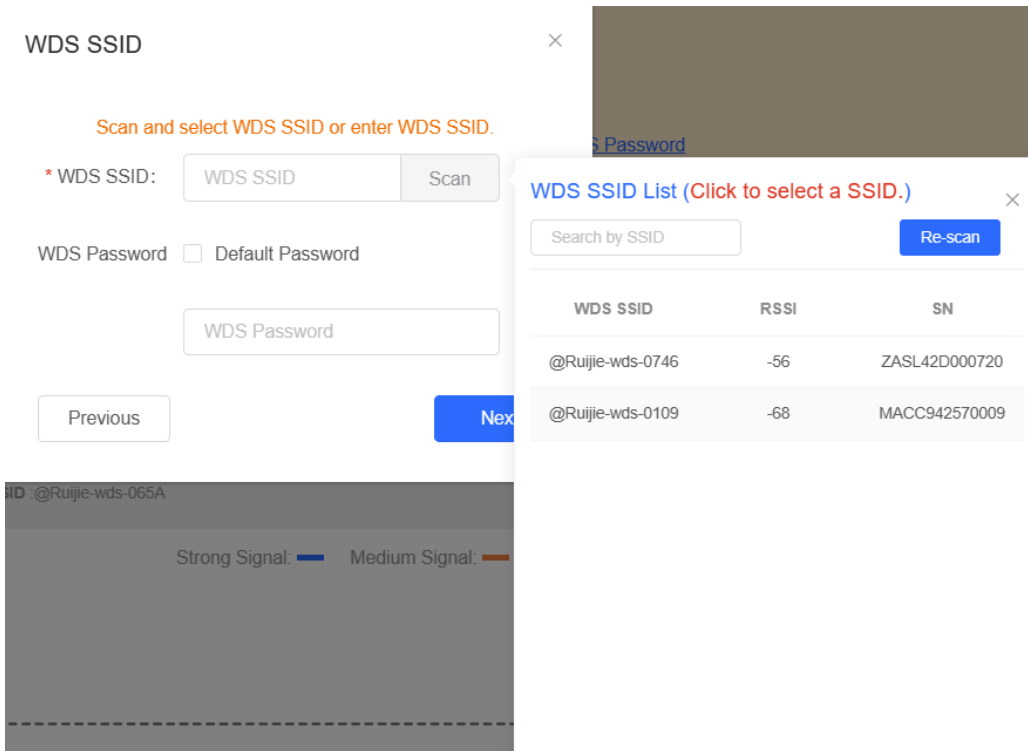 WDS SSID
Scan and select WDS SSID or enter WDS SSID.
* WDS SSID:
WDS SSID
Scan
WDS Password
Default Password
WDS Password
Previous
Nex
Password
WDS SSID List (Click to select a SSID.)
Search by SSID
Re-scan
WDS SSID RSSI SN
@Ruijie-wds-0746 -56 ZASL42D000720
@Ruijie-wds-0109 -68 MACC942570009
SID :@Ruijie-wds-065A
Strong Signal: Medium Signal: